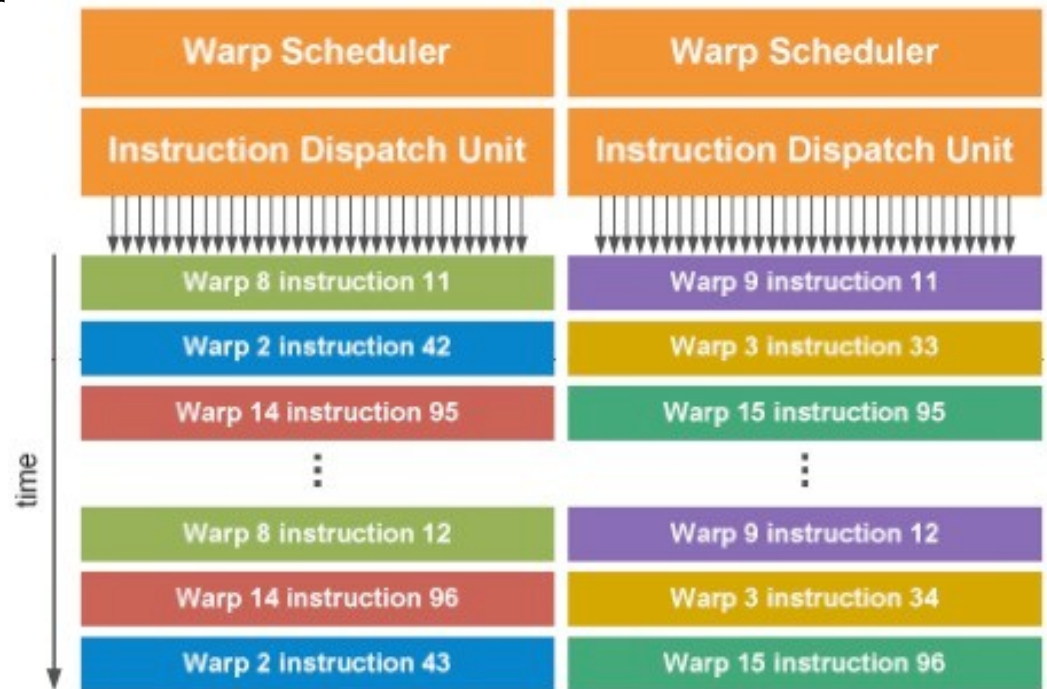 Warp Scheduler
Warp Scheduler
Instruction Dispatch Unit
Instruction Dispatch Unit
Warp 8 instruction 11
Warp 9 instruction 11
Warp 2 instruction 42
Warp 3 instruction 33
Warp 14 instruction 95
Warp 15 instruction 95
time
Warp 8 instruction 12
Warp 9 instruction 12
Warp 14 instruction 96
Warp 3 instruction 34
Warp 2 instruction 43
Warp 15 instruction 96